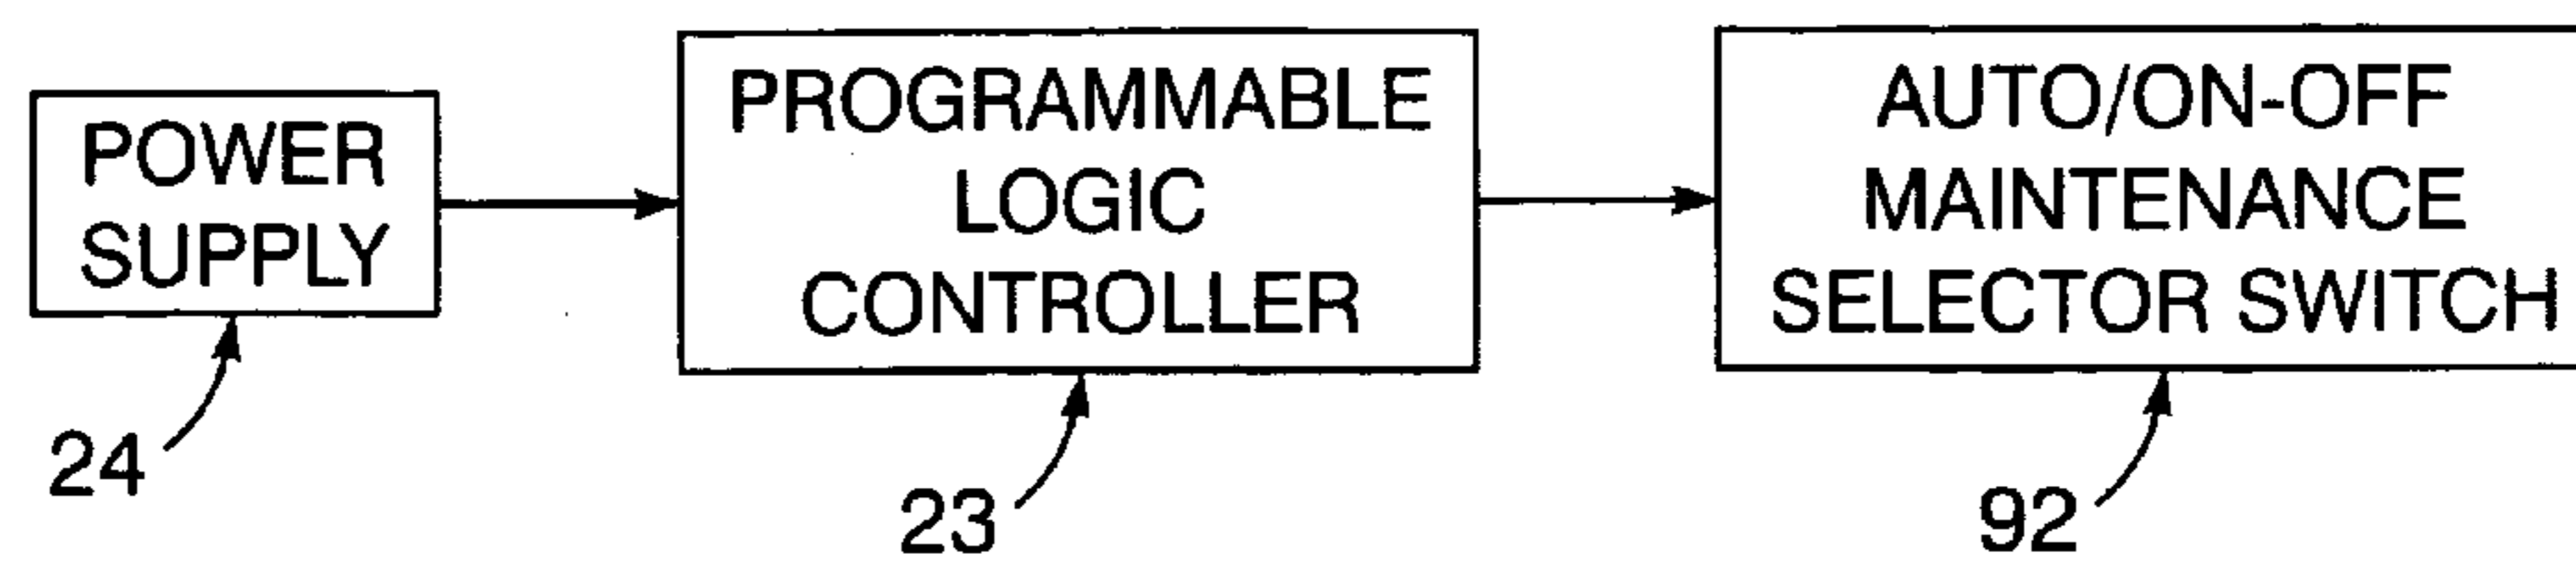 POWER
SUPPLY
24
PROGRAMMABLE
LOGIC
CONTROLLER
23
AUTO/ON-OFF
MAINTENANCE
SELECTOR SWITCH
92